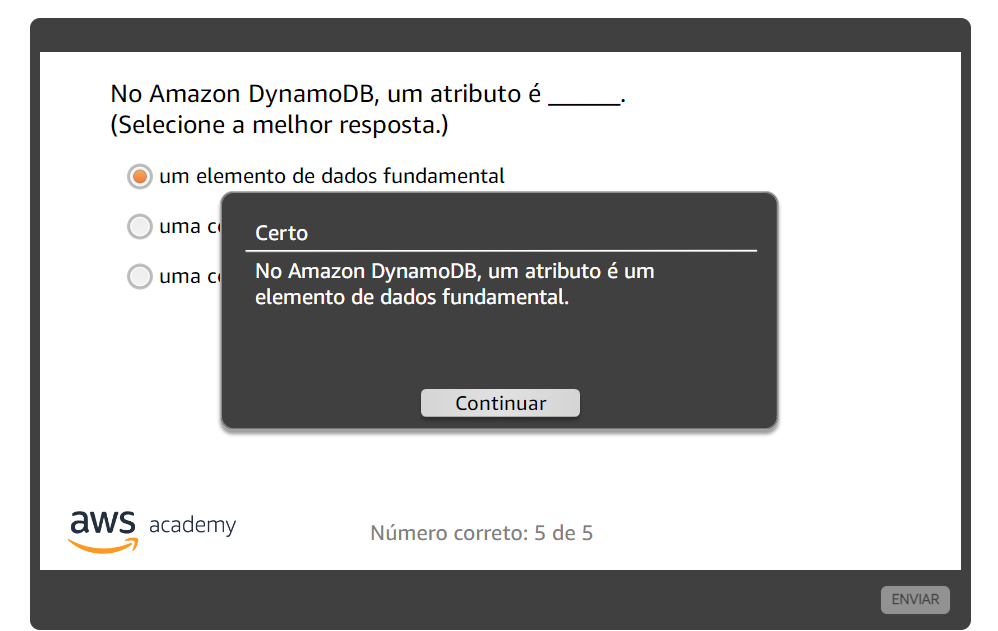 No Amazon DynamoDB, um atributo é ______.
(Selecione a melhor resposta.)
um elemento de dados fundamental
uma
uma
Certo
No Amazon DynamoDB, um atributo é um
elemento de dados fundamental.
Continuar
aws academy
Número correto: 5 de 5
ENVIAR